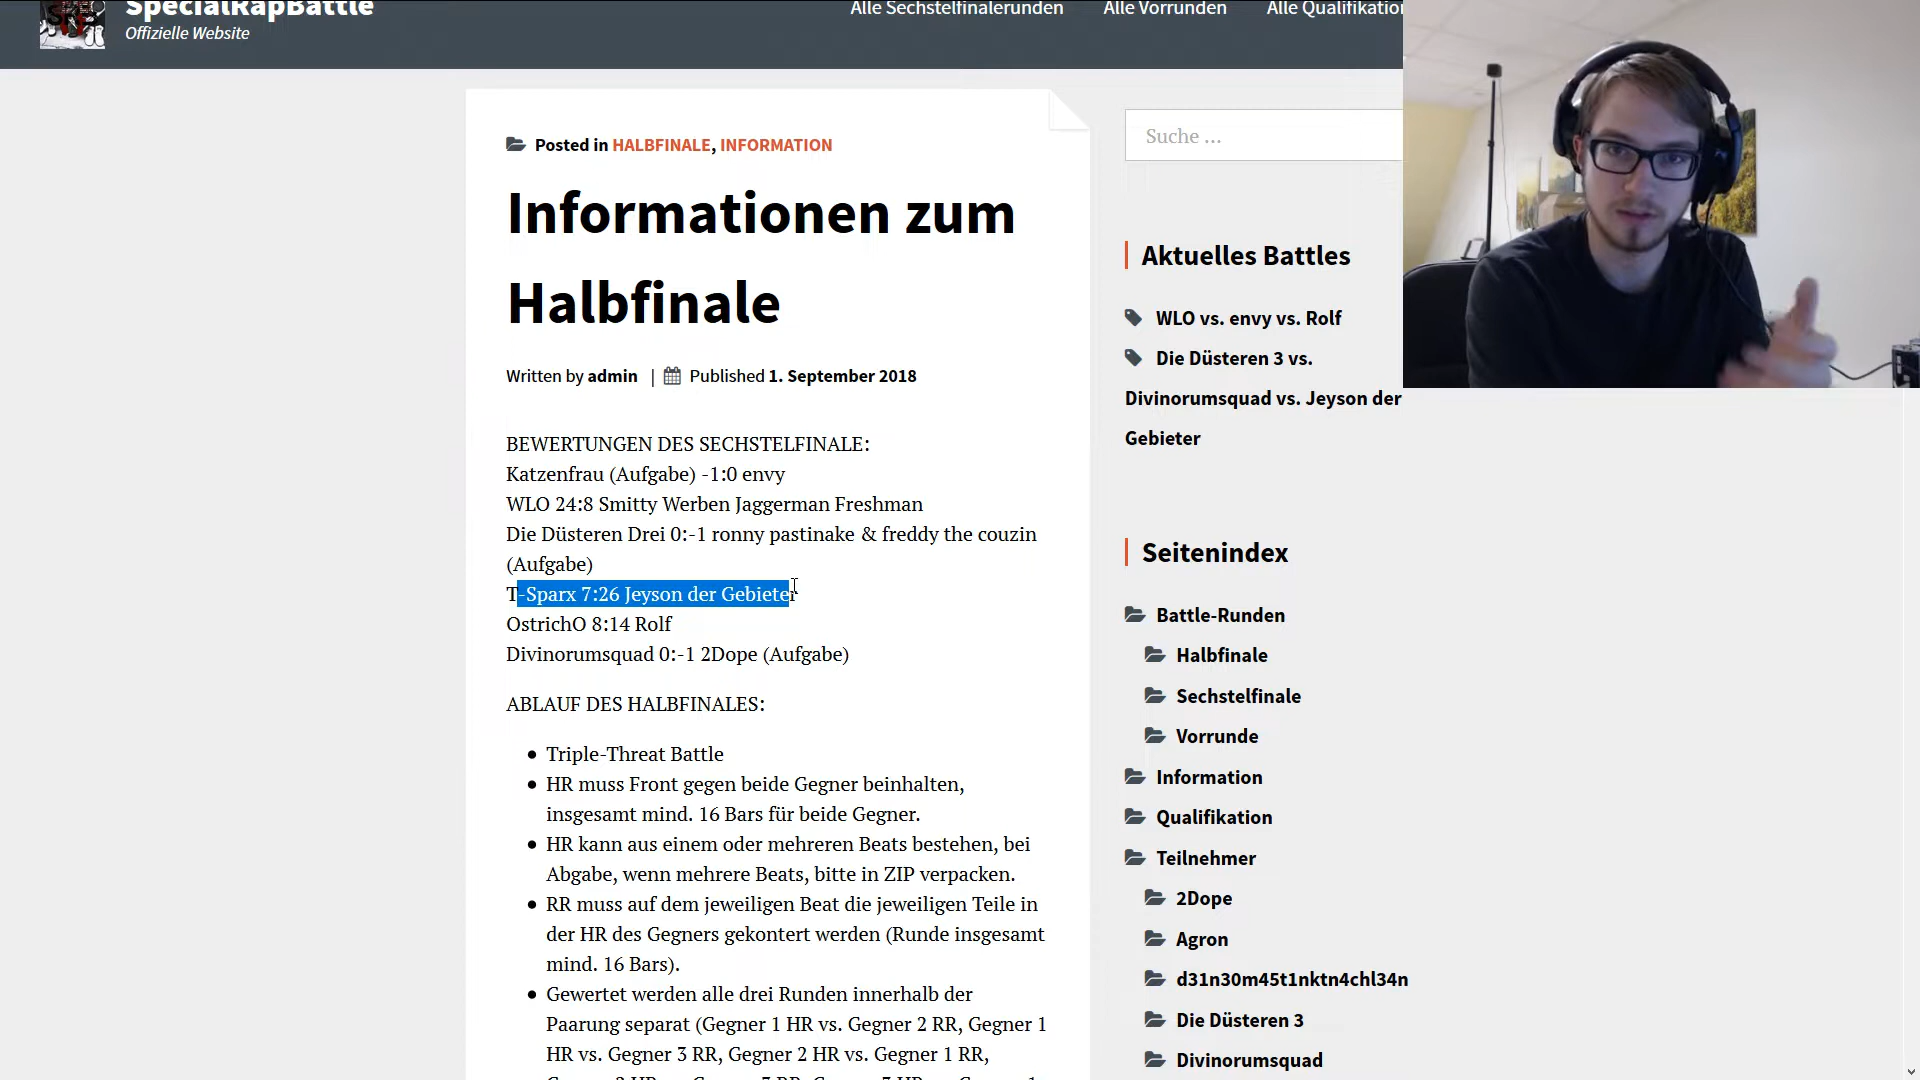 SpecialRapBattle
Offizielle Website
Alle Sechstelfinalerunden
Alle Vorrunden
Alle Qualifikation
Posted in HALBFINALE, INFORMATION
Informationen zum
Halbfinale
Written by admin | Published 1. September 2018
BEWERTUNGEN DES SECHSTELFINALE:
Katzenfrau (Aufgabe) -1:0 envy
WLO 24:8 Smitty Werben Jaggerman Freshman
Die Düsteren Drei 0:-1 ronny pastinake & freddy the couzin
(Aufgabe)
T-Sparx 7:26 Jeyson der Gebieter
OstrichO 8:14 Rolf
Divinorumsquad 0:-1 2Dope (Aufgabe)
ABLAUF DES HALBFINALES:
• Triple-Threat Battle
• HR muss Front gegen beide Gegner beinhalten,
insgesamt mind. 16 Bars für beide Gegner.
• HR kann aus einem oder mehreren Beats bestehen, bei
Abgabe, wenn mehrere Beats, bitte in ZIP verpacken.
• RR muss auf dem jeweiligen Beat die jeweiligen Teile in
der HR des Gegners gekontert werden (Runde insgesamt
mind. 16 Bars).
• Gewertet werden alle drei Runden innerhalb der
Paarung separat (Gegner 1 HR vs. Gegner 2 RR, Gegner 1
HR vs. Gegner 3 RR, Gegner 2 HR vs. Gegner 1 RR,
Suche ...
Aktuelles Battles
WLO vs. envy vs. Rolf
Die Düsteren 3 vs.
Divinorumsquad vs. Jeyson der
Gebieter
Seitenindex
Battle-Runden
Halbfinale
Sechstelfinale
Vorrunde
Information
Qualifikation
Teilnehmer
2Dope
Agron
d31n30m45t1nktn4chl34n
Die Düsteren 3
Divinorumsquad